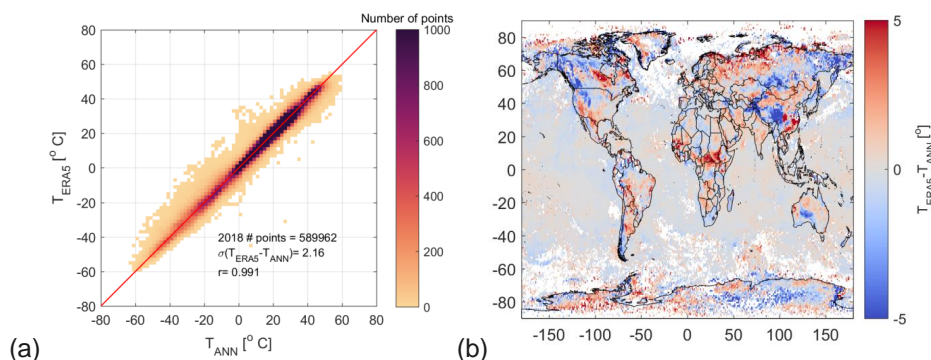 Number of points
80
60
40
20
0
-20
-40
-60
-80
T_ERA5 [° C]
2018 # points = 589962
σ(T_ERA5-T_ANN)= 2.16
r= 0.991
-80 -60 -40 -20 0 20 40 60 80
T_ANN [° C]
1000
800
600
400
200
0
(a)
80
60
40
20
0
-20
-40
-60
-80
-150 -100 -50 0 50 100 150
5
0
-5
T_ERA5-T_ANN [°]
(b)